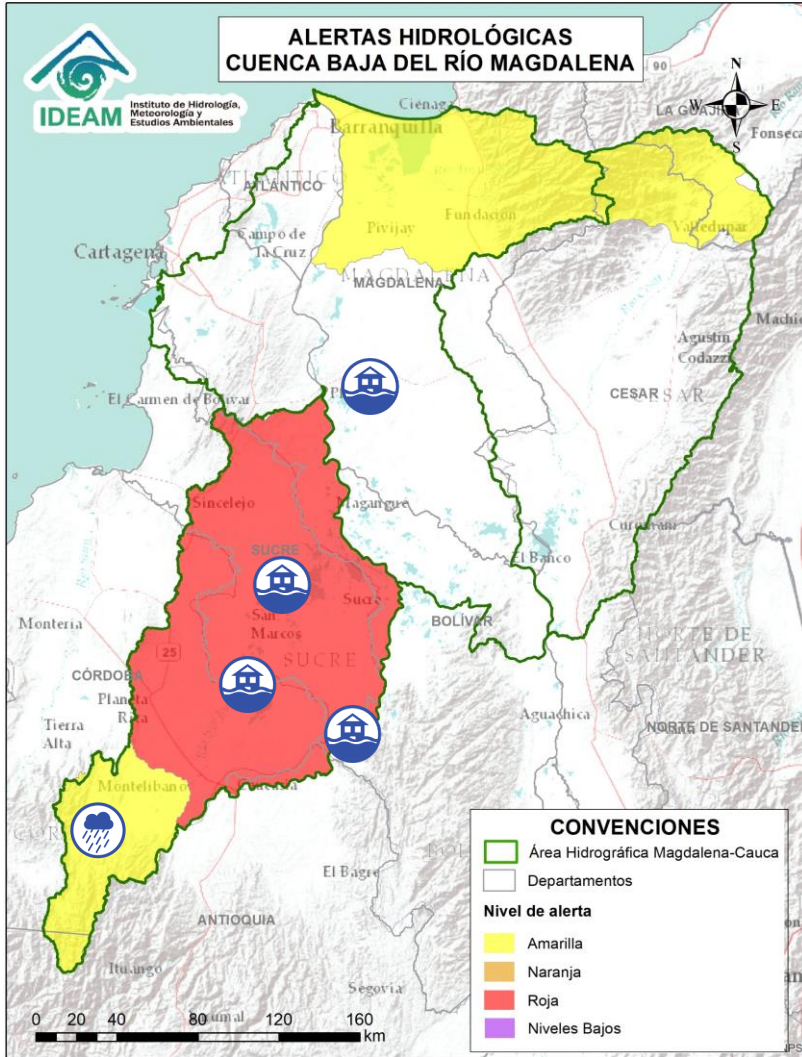 ALERTAS HIDROLÓGICAS
CUENCA BAJA DEL RÍO MAGDALENA
IDEAM
Instituto de Hidrología,
Meteorología y
Estudios Ambientales
N
W E
S
90
LA GUAJIRA
Fonseca
Ciénaga
Barranquilla
ATLÁNTICO
Pivijay
Fundación
Valledupar
Campo de
la Cruz
Cartagena
MAGDALENA
MAGDALENA
Agustín
Codazzi
CESAR
CESAR
El Carmen de Bolívar
Sincelejo
Magangué
Curumaní
SUCRE
El Banco
Sucre
San
Marcos
BOLÍVAR
Montería
25
SUCRE
NORTE DE
SANTANDER
CÓRDOBA
Planeta
Rica
Aguachica
Tierra
Alta
NORTE DE SANTANDER
Montelíbano
Caucasia
El Bagre
ANTIOQUIA
Ituango
Segovia
0 20 40 80 120 160
km
CONVENCIONES
Área Hidrográfica Magdalena-Cauca
Departamentos
Nivel de alerta
Amarilla
Naranja
Roja
Niveles Bajos